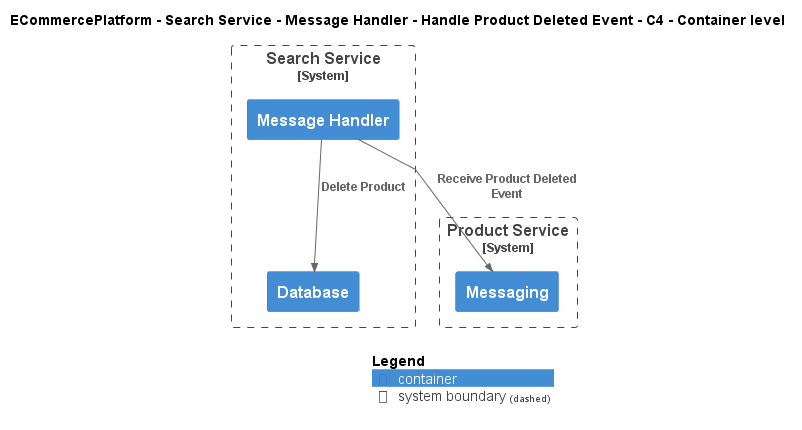 ECommercePlatform - Search Service - Message Handler - Handle Product Deleted Event - C4 - Container level
Search Service
[System]
Message Handler
Delete Product
Receive Product Deleted
Event
Product Service
[System]
Database
Messaging
Legend
container
system boundary (dashed)